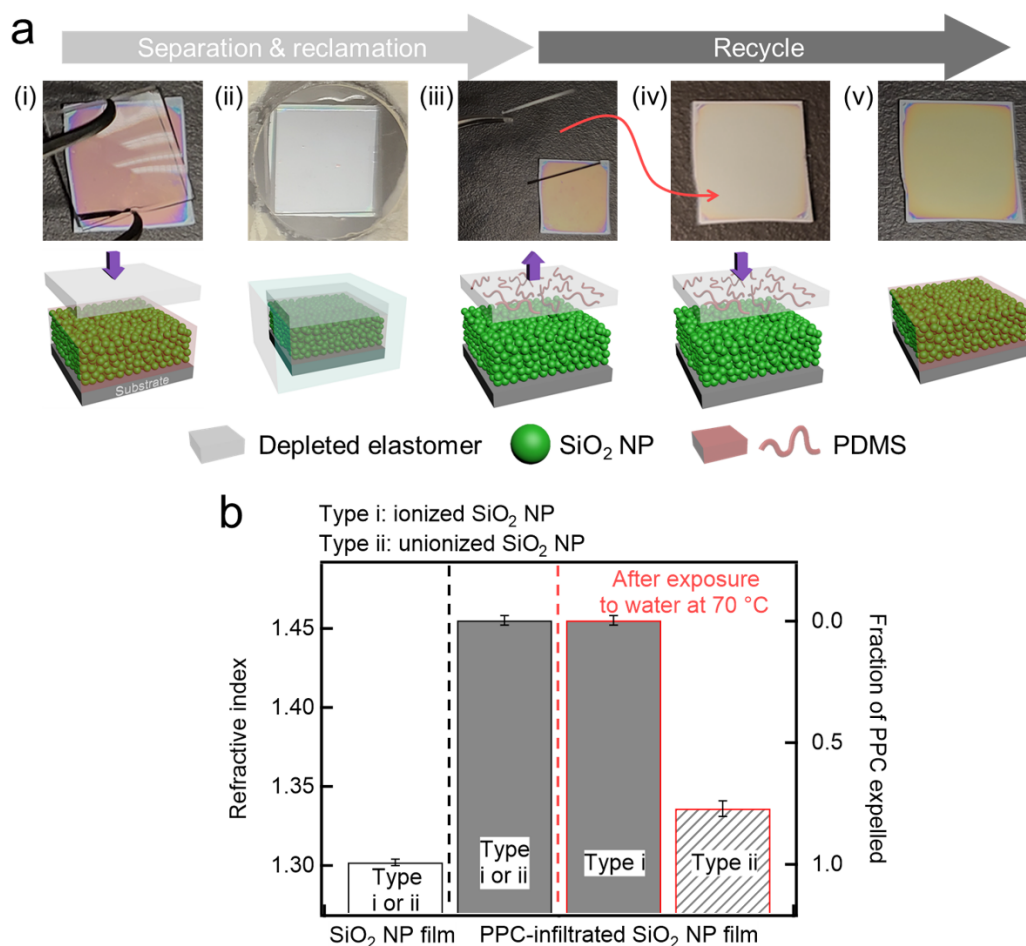 a
Separation & reclamation
Recycle
(i)
(ii)
(iii)
(iv)
(v)
Substrate
Depleted elastomer
SiO₂ NP
PDMS
b
Type i: ionized SiO₂ NP
Type ii: unionized SiO₂ NP
After exposure
to water at 70 °C
Refractive index
1.45
1.40
1.35
1.30
Type
i or ii
Type
i or ii
Type i
Type ii
0.0
0.5
1.0
Fraction of PPC expelled
SiO₂ NP film
PPC-infiltrated SiO₂ NP film